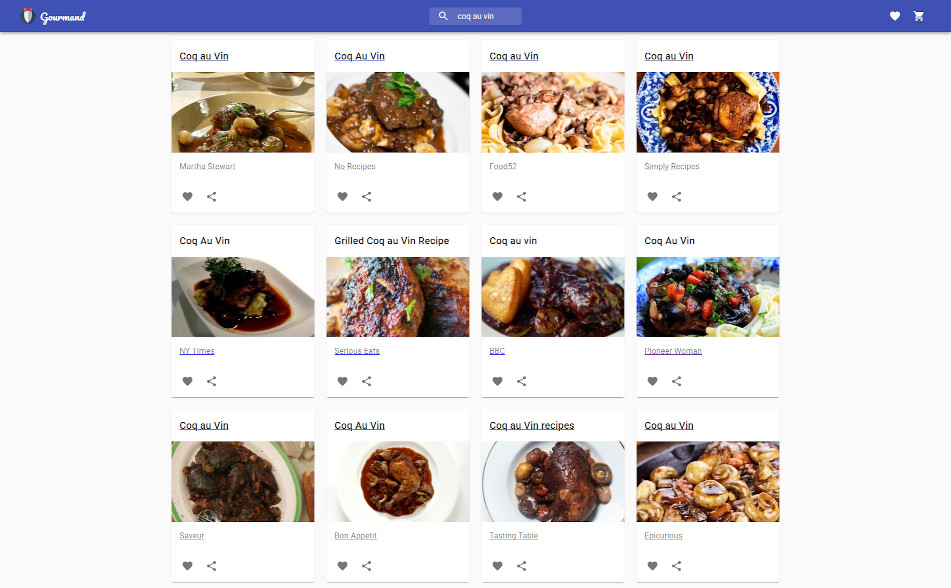 Gourmand
coq au vin
Coq au Vin
Coq Au Vin
Coq au Vin
Coq au Vin
Martha Stewart
No Recipes
Food52
Simply Recipes
Coq Au Vin
Grilled Coq au Vin Recipe
Coq au vin
Coq Au Vin
NY Times
Serious Eats
BBC
Pioneer Woman
Coq au Vin
Coq Au Vin
Coq au Vin recipes
Coq au Vin
Saveur
Bon Appetit
Tasting Table
Epicurious